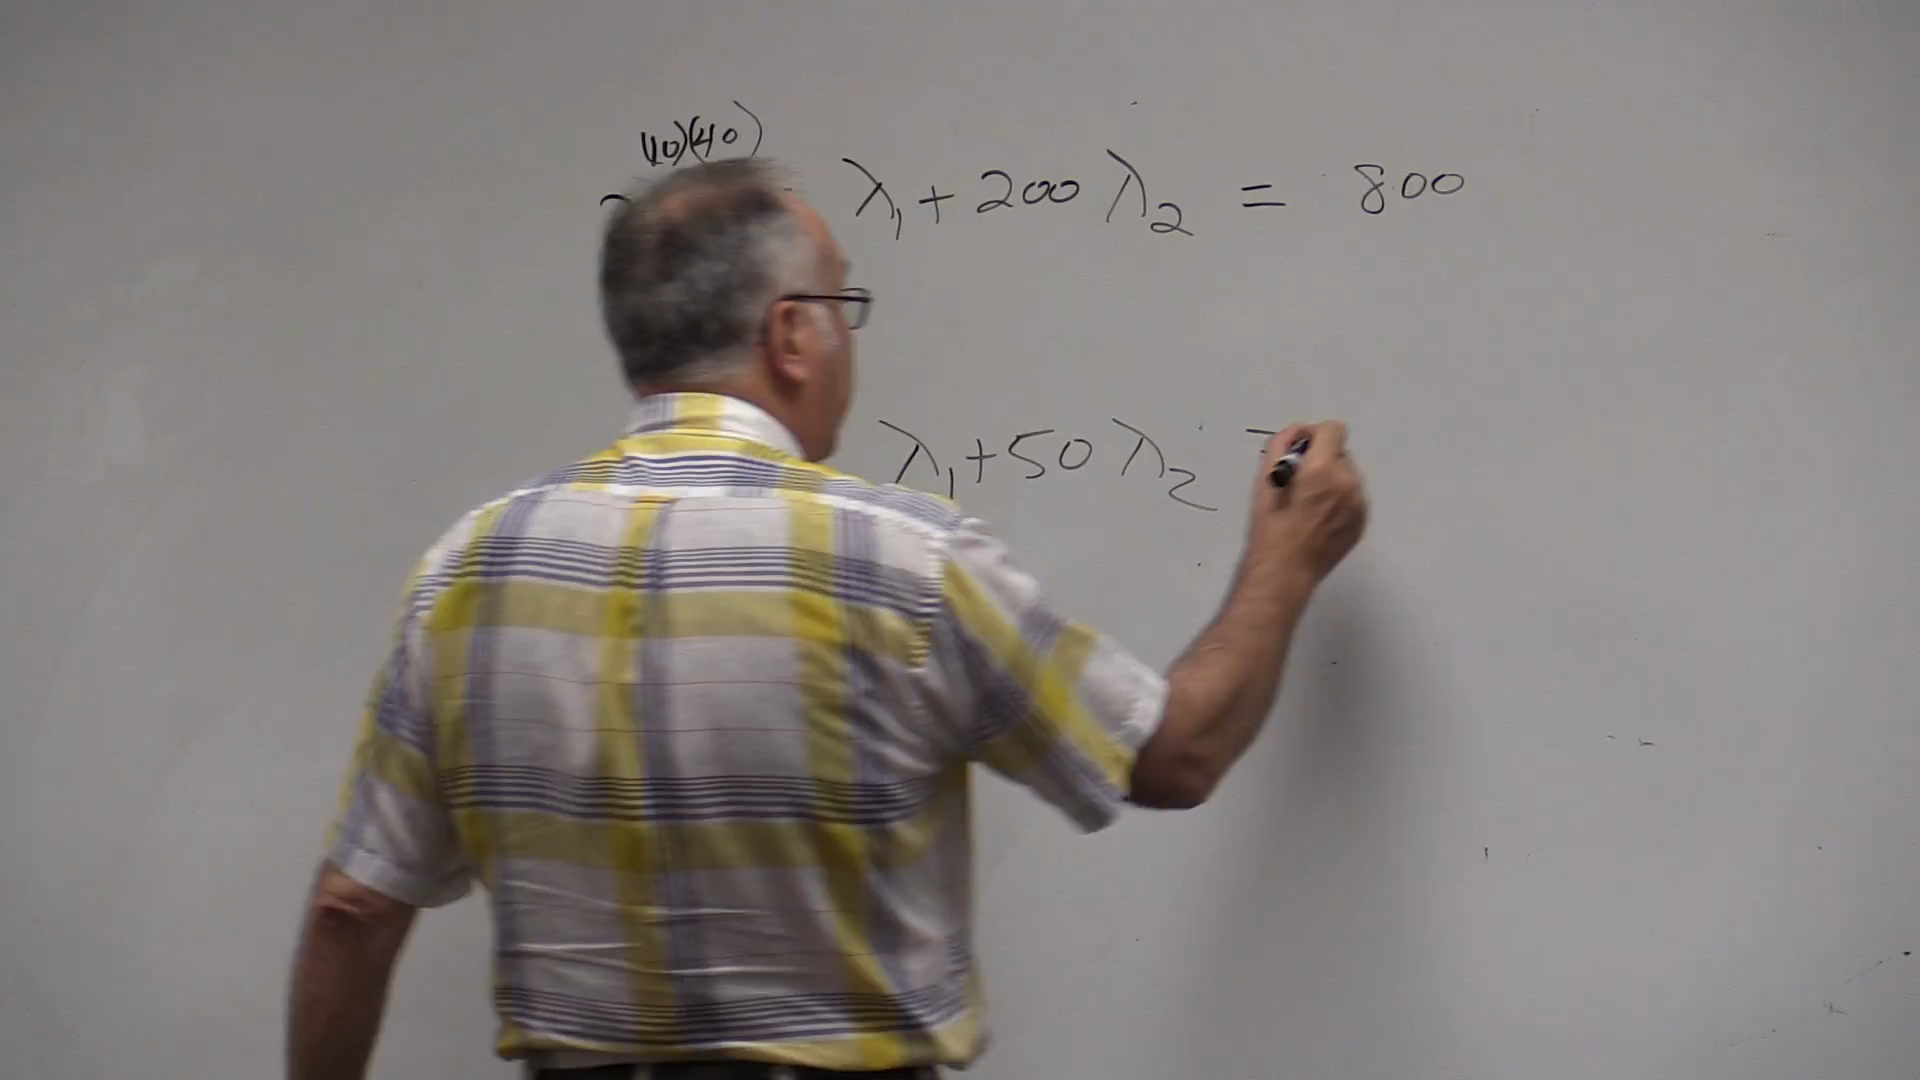 10)(40)
λ₁ + 200 λ₂ = 800
λ₁ + 50 λ₂ =